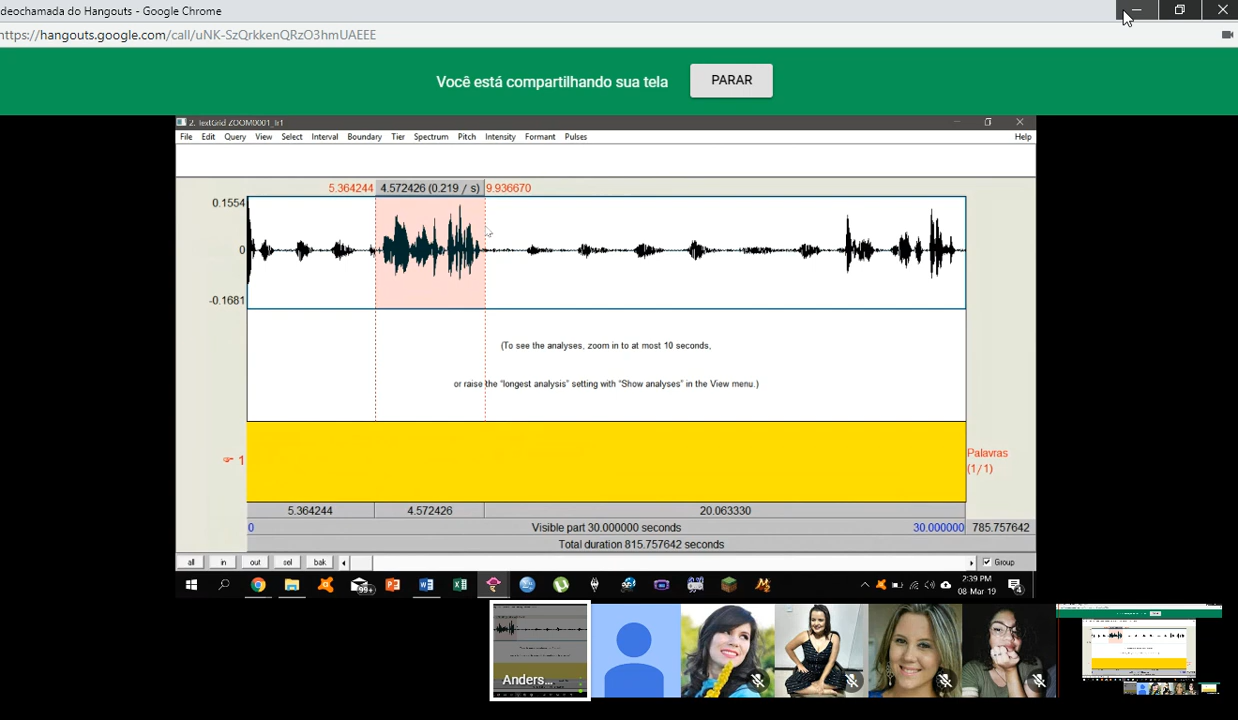 deochamada do Hangouts - Google Chrome
https://hangouts.google.com/call/uNK-SzQrkkenQRzO3hmUAEEE
Você está compartilhando sua tela
PARAR
2. TextGrid ZOOM0001_Tr1
File Edit Query View Select Interval Boundary Tier Spectrum Pitch Intensity Formant Pulses Help
5.364244 4.572426 (0.219 / s) 9.936670
0.1554
0
-0.1681
(To see the analyses, zoom in to at most 10 seconds,
or raise the "longest analysis" setting with "Show analyses" in the View menu.)
1
Palavras
(1/1)
5.364244 4.572426 20.063330
0 Visible part 30.000000 seconds 30.000000 785.757642
Total duration 815.757642 seconds
all in out sel bak Group
99+
2:39 PM
08 Mar 19
4
Anders...